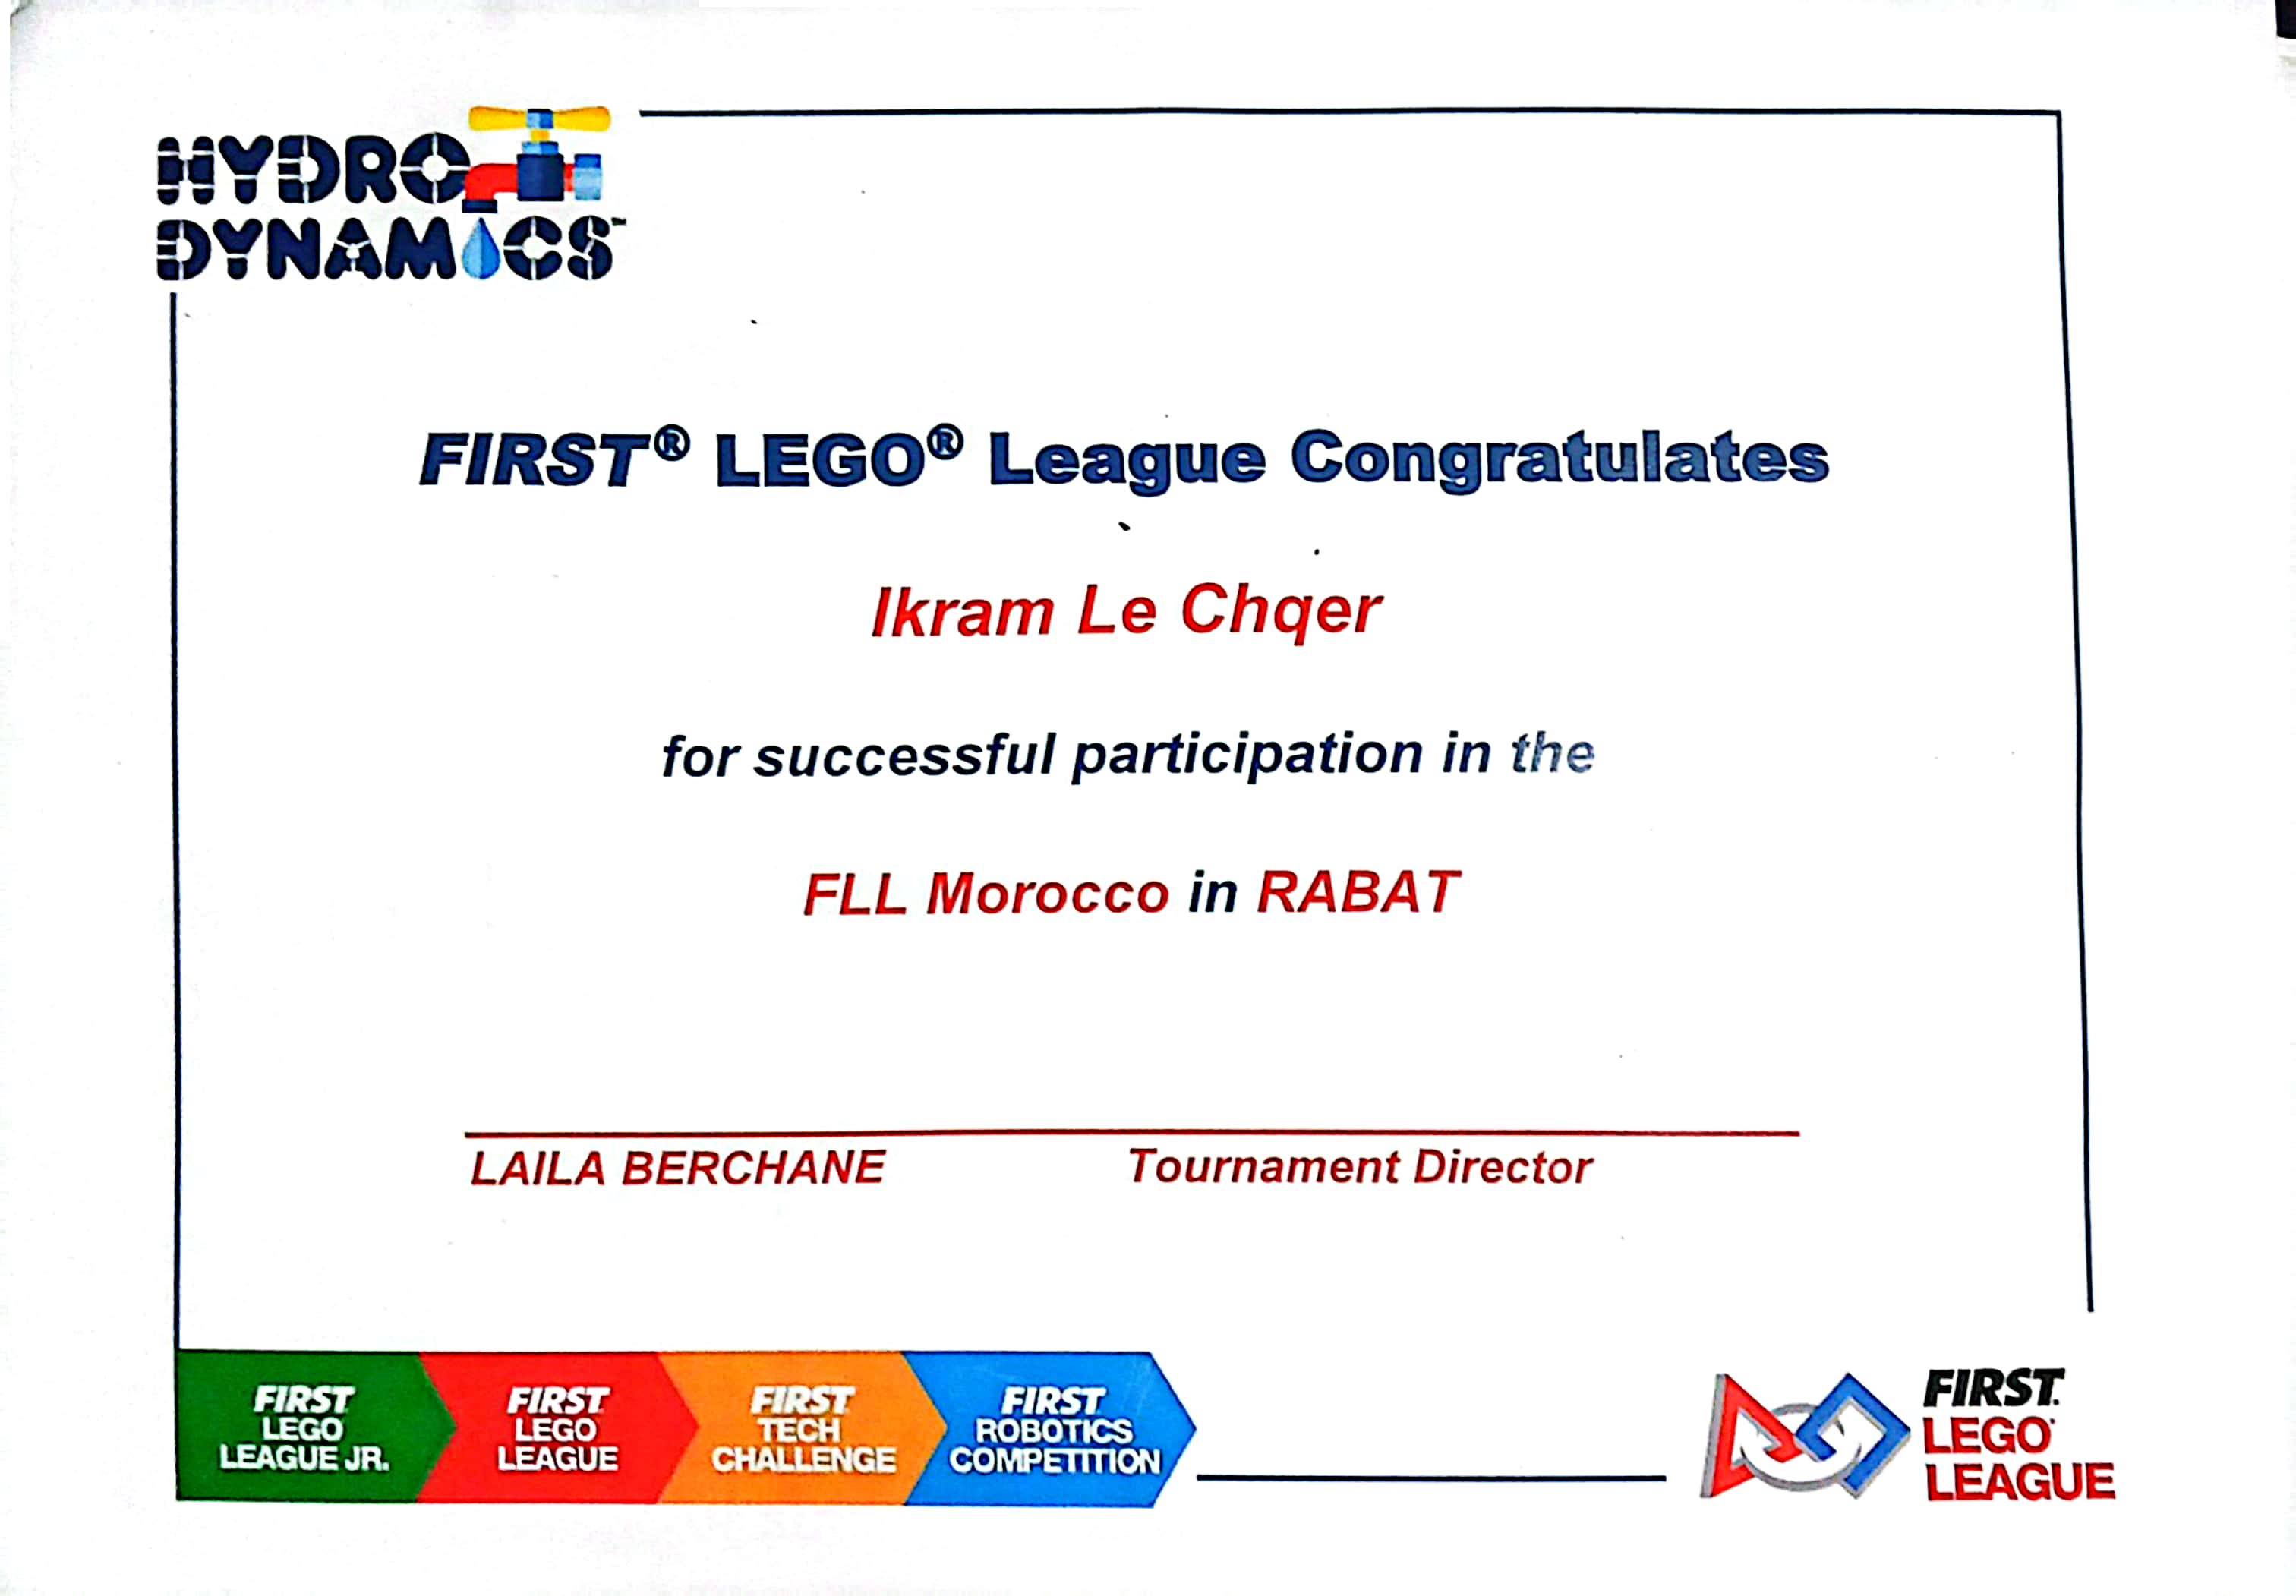 HYDRO
DYNAMICS™
FIRST® LEGO® League Congratulates
Ikram Le Chqer
for successful participation in the
FLL Morocco in RABAT
LAILA BERCHANE Tournament Director
FIRST
LEGO
LEAGUE JR.
FIRST
LEGO
LEAGUE
FIRST
TECH
CHALLENGE
FIRST
ROBOTICS
COMPETITION
FIRST.
LEGO
LEAGUE